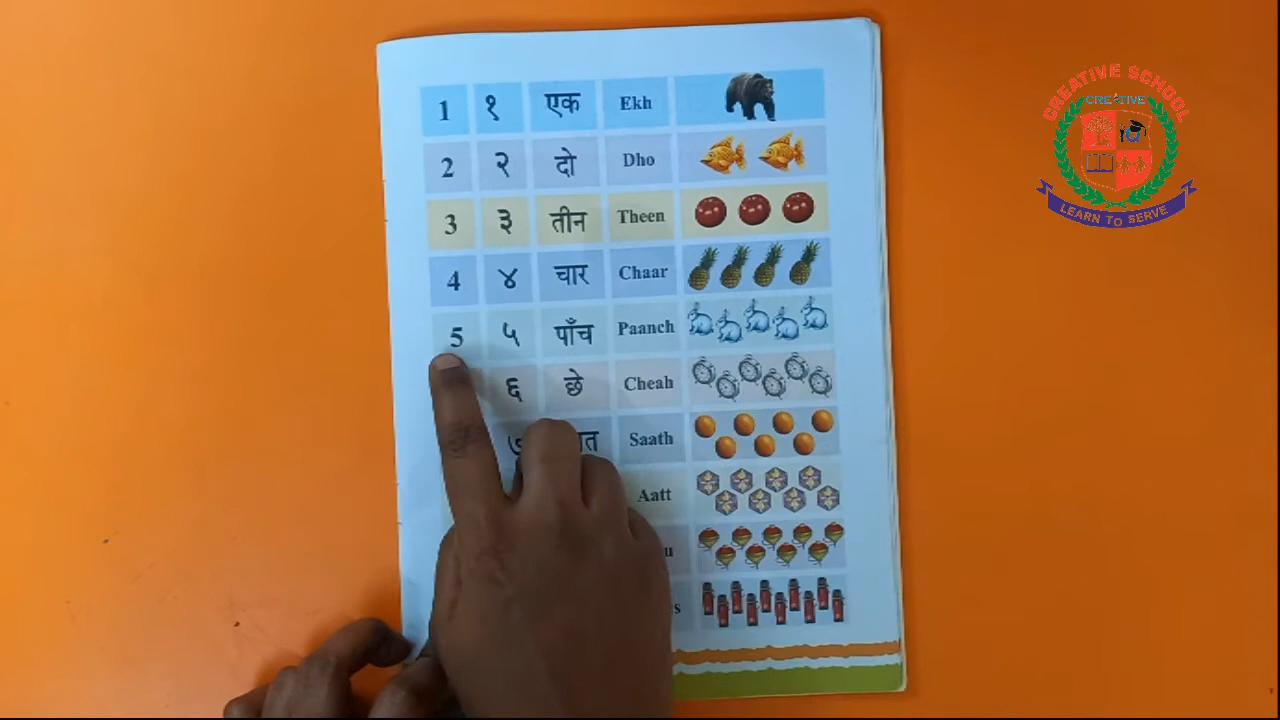 1 १ एक Ekh
2 २ दो Dho
3 ३ तीन Theen
4 ४ चार Chaar
5 ५ पाँच Paanch
६ छे Cheah
Saath
Aatt
CREATIVE SCHOOL
CREATIVE
LEARN TO SERVE